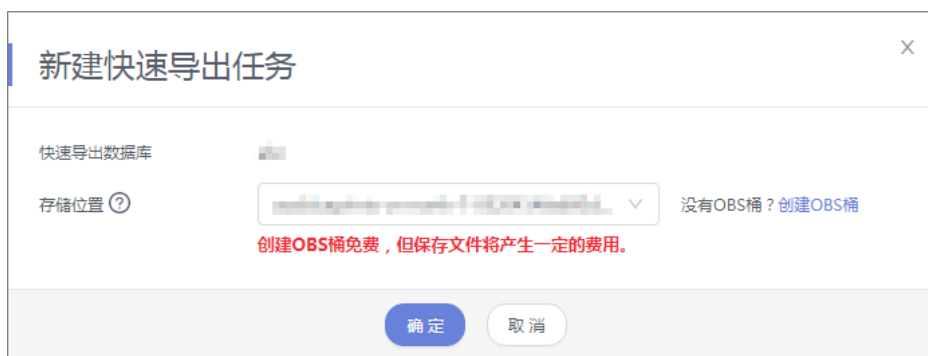 新建快速导出任务
快速导出数据库
存储位置 ? 没有OBS桶？创建OBS桶
创建OBS桶免费，但保存文件将产生一定的费用。
确定 取消